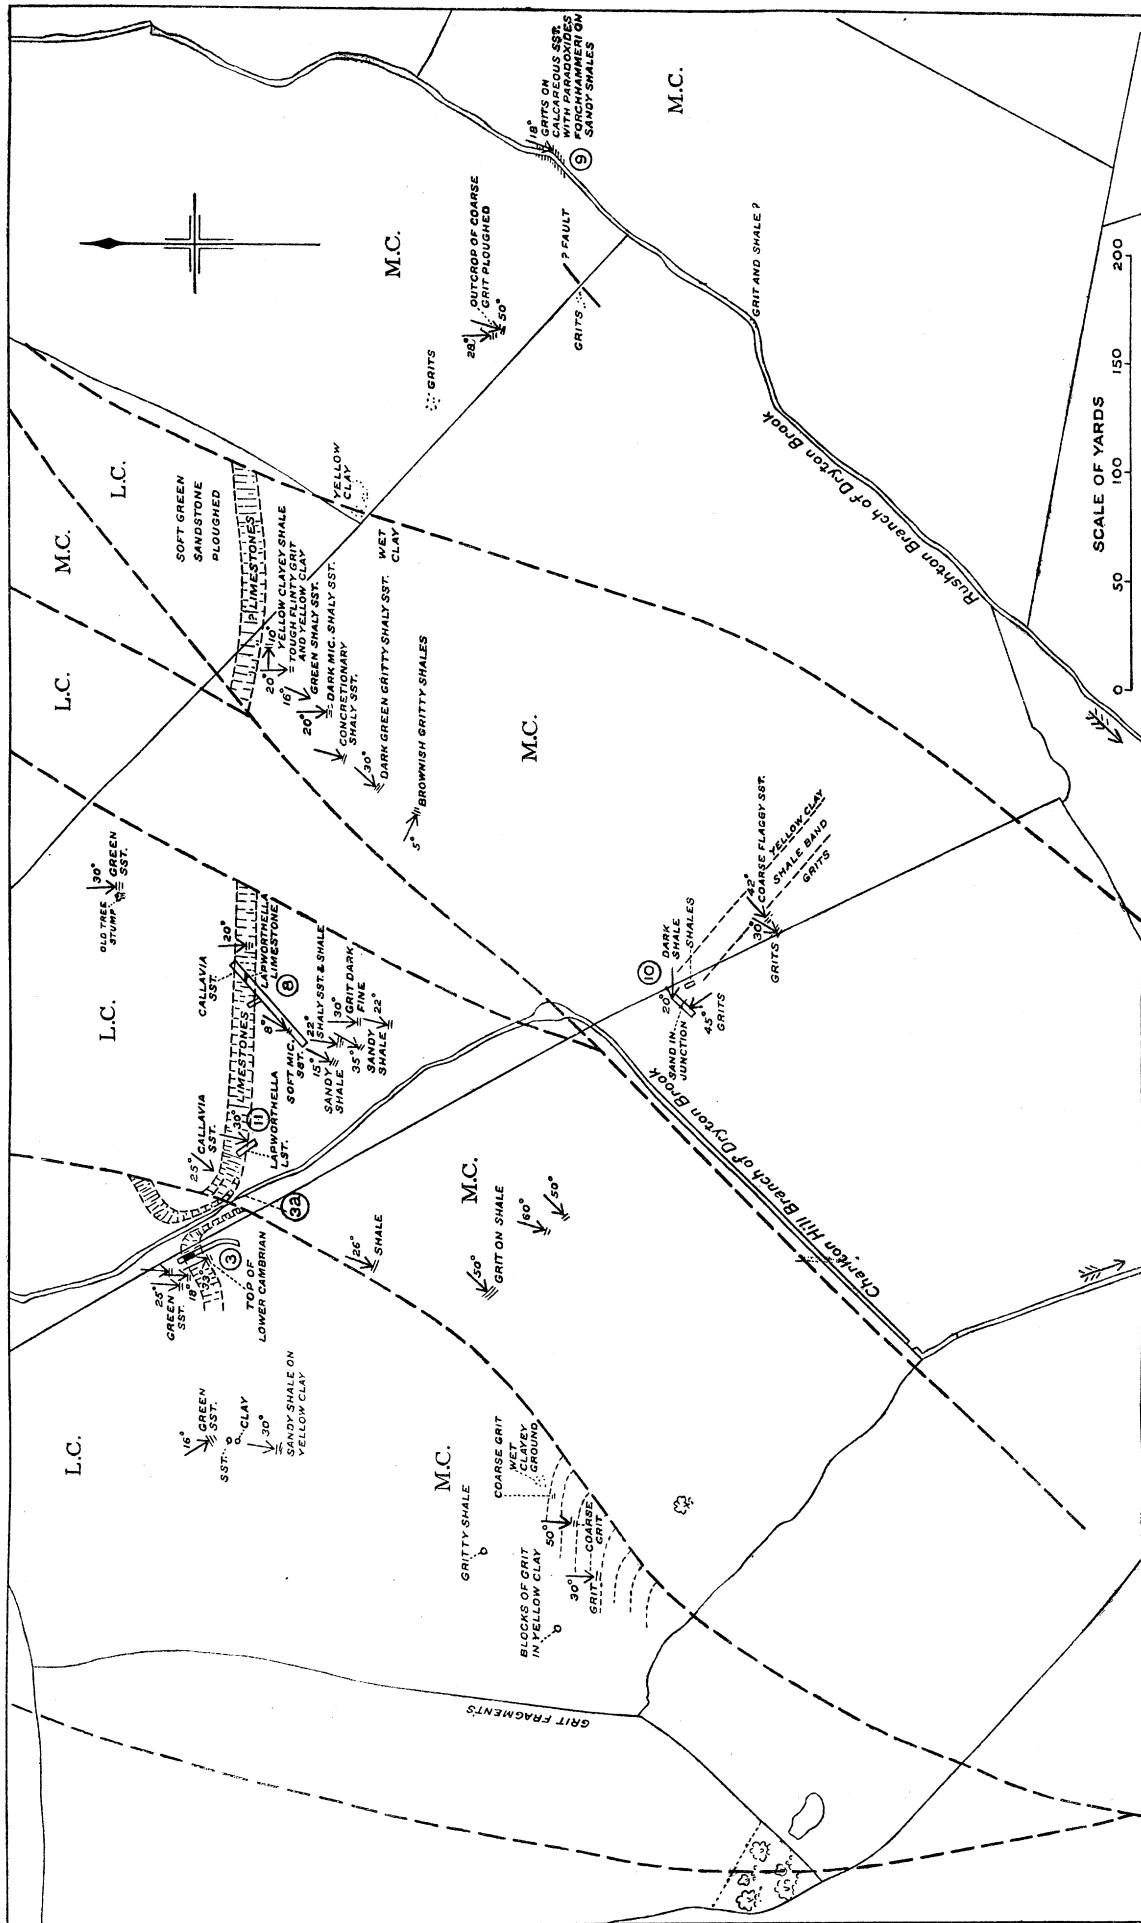 L.C.
L.C.
L.C.
M.C.
L.C.
OLD TREE
STUMP
30°
GREEN
SST.
SOFT GREEN
SANDSTONE
PLOUGHED
16°
GREEN
SST.
SST.
CLAY
30°
SANDY SHALE ON
YELLOW CLAY
25°
GREEN
SST.
18°
33°
3
TOP OF
LOWER CAMBRIAN
3a
25°
CALLAVIA
SST.
30°
11
LAPWORTHELLA
LST.
LIMESTONES
CALLAVIA
SST.
20°
LAPWORTHELLA
LIMESTONE
8
8°
SOFT MIC.
SST.
22°
SHALY SST. & SHALE
15°
SANDY
SHALE
30°
GRIT DARK
FINE
35°
SANDY
SHALE
22°
? LIMESTONES
20°
10°
YELLOW CLAYEY SHALE
16°
TOUGH FLINTY GRIT
AND YELLOW CLAY
GREEN SHALY SST.
20°
DARK MIC. SHALY SST.
CONCRETIONARY
SHALY SST.
30°
DARK GREEN GRITTY SHALY SST.
5°
BROWNISH GRITTY SHALES
YELLOW
CLAY
WET
CLAY
M.C.
GRITS
28°
50°
OUTCROP OF COARSE
GRIT PLOUGHED
? FAULT
GRITS
18°
GRITS ON
CALCAREOUS SST.
WITH PARADOXIDES
FORCHHAMMERI ON
SANDY SHALES
9
M.C.
26°
SHALE
M.C.
50°
GRIT ON SHALE
60°
50°
M.C.
GRITTY SHALE
COARSE GRIT
WET
CLAYEY
GROUND
50°
COARSE
GRIT
30°
GRIT
BLOCKS OF GRIT
IN YELLOW CLAY
GRIT FRAGMENTS
M.C.
10
DARK
SHALE
20°
SHALES
45°
GRITS
SAND IN
JUNCTION
42°
COARSE FLAGGY SST.
30°
GRITS
YELLOW CLAY
SHALE BAND
GRITS
GRIT AND SHALE ?
Charlton Hill Branch of Dryton Brook
Rushton Branch of Dryton Brook
SCALE OF YARDS
0 50 100 150 200